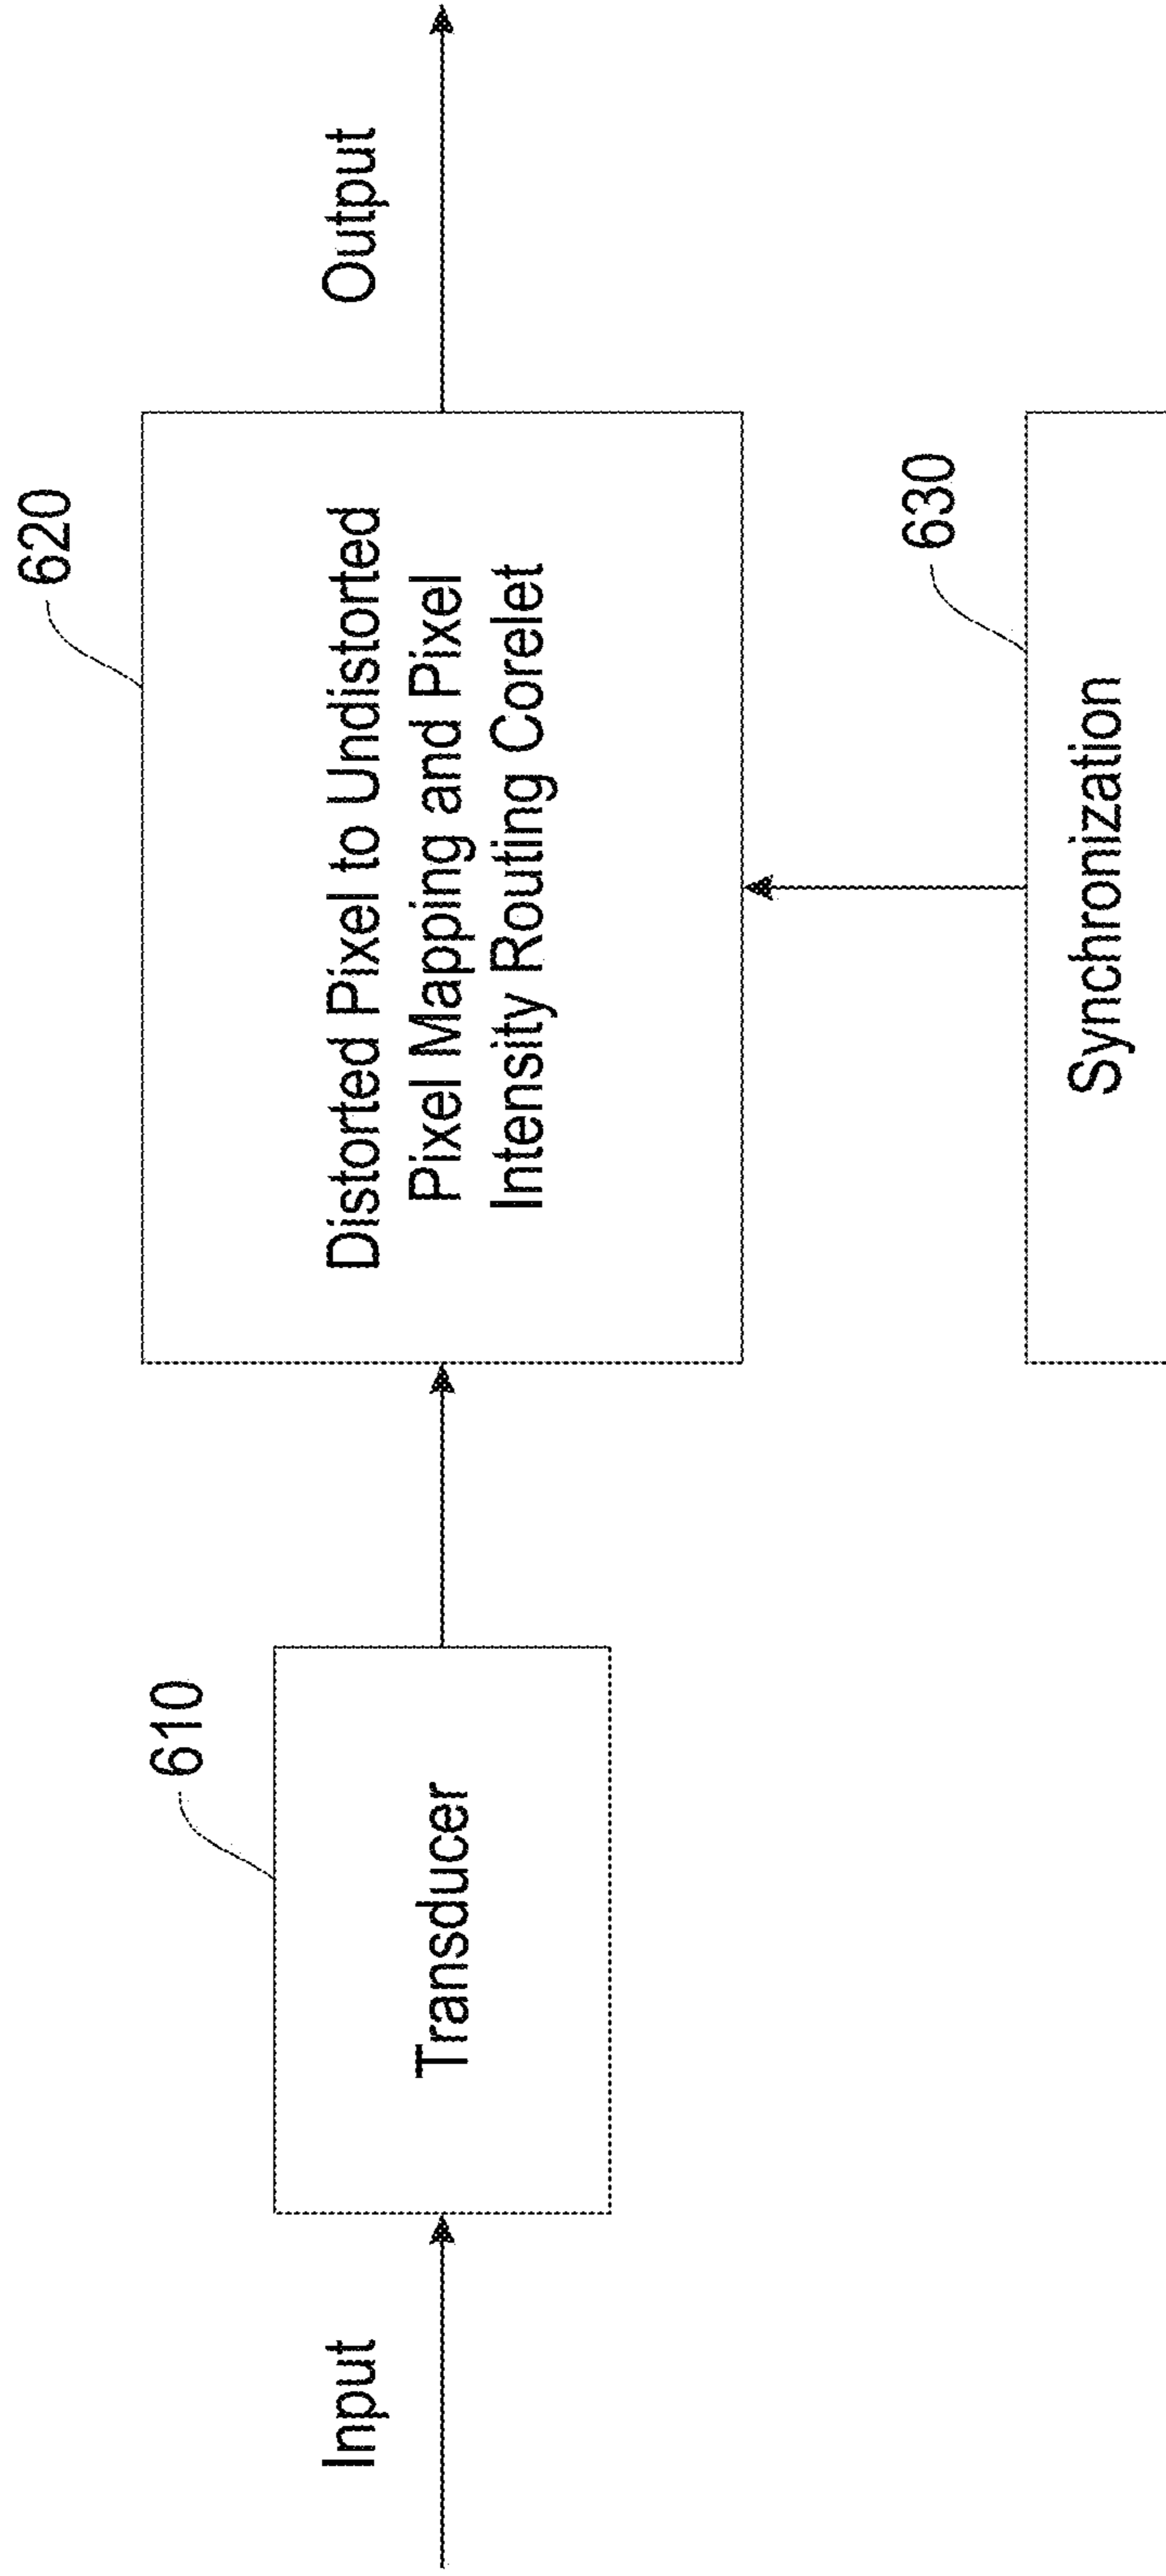 Input
610
Transducer
620
Distorted Pixel to Undistorted
Pixel Mapping and Pixel
Intensity Routing Corelet
Output
630
Synchronization